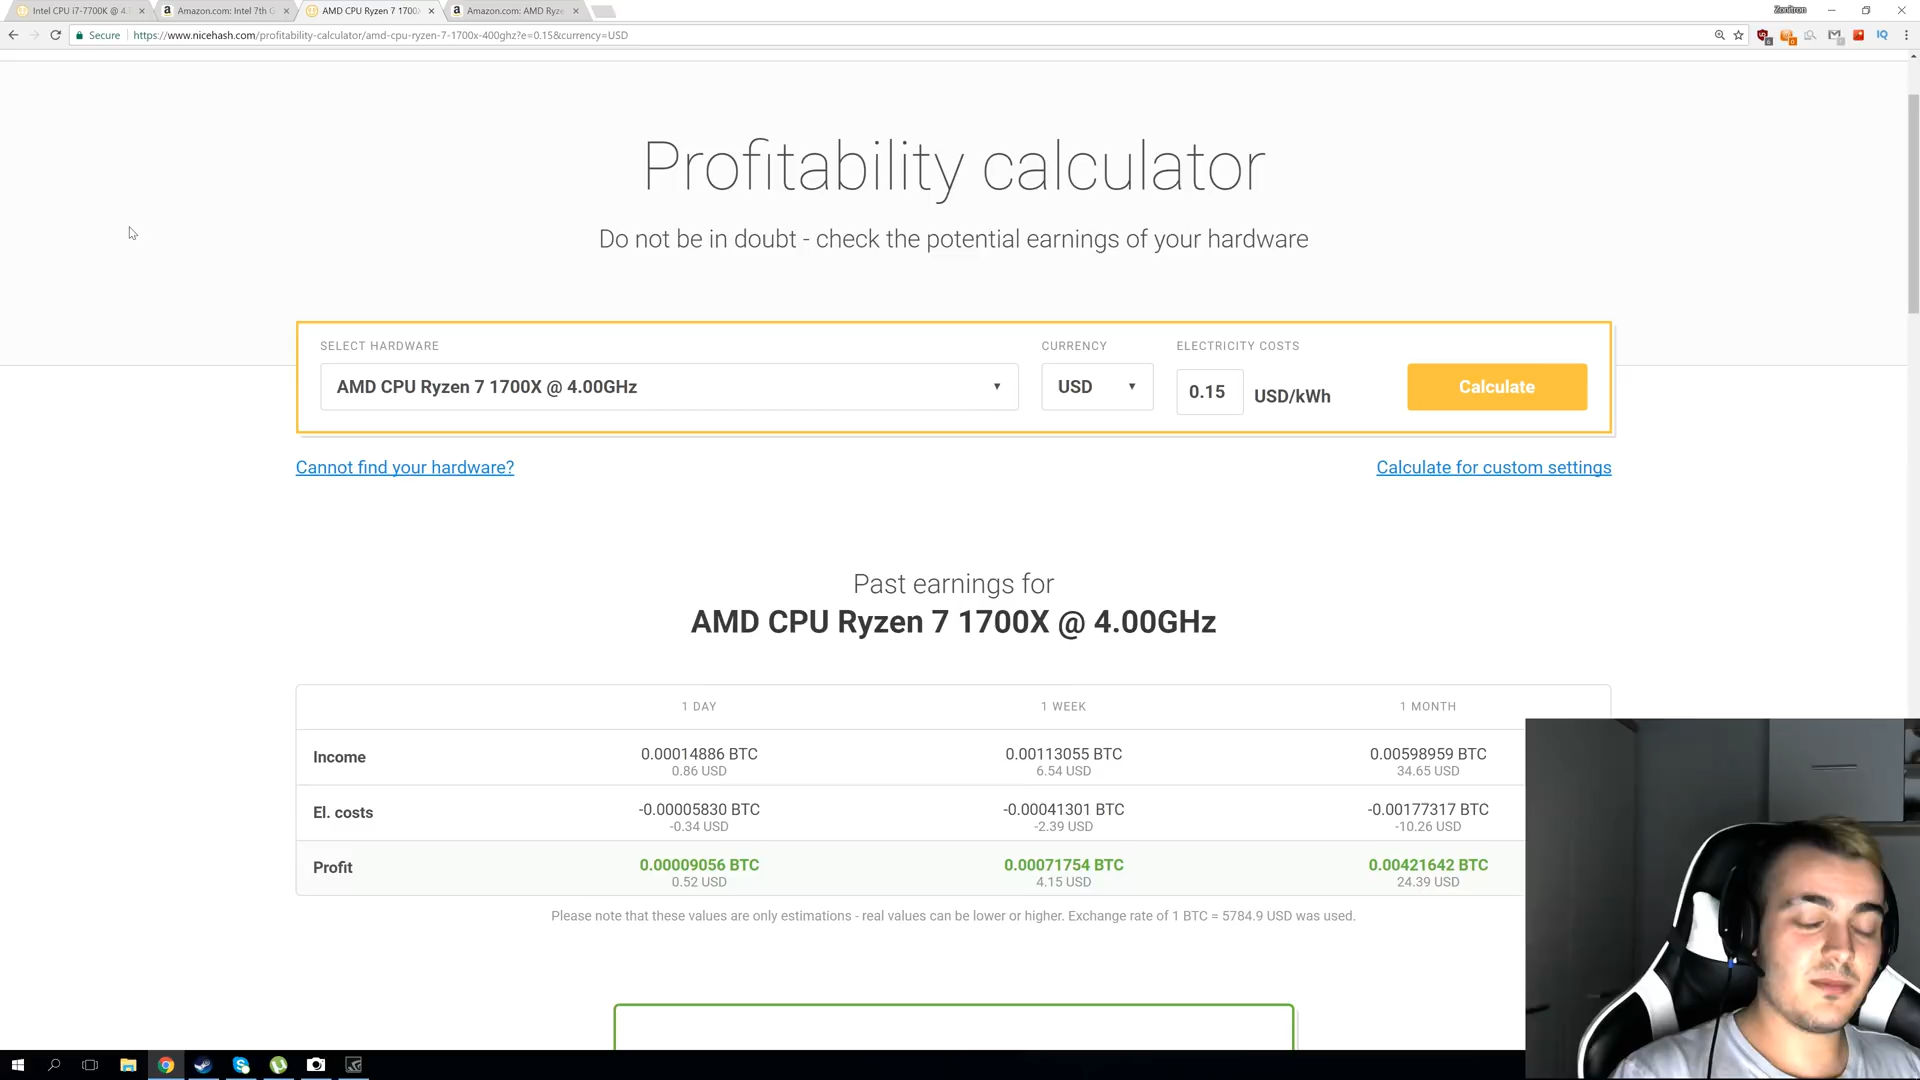 Intel CPU i7-7700K @ 4.
Amazon.com: Intel 7th G
AMD CPU Ryzen 7 1700X
Amazon.com: AMD Ryze
Zonitron
Secure
https://www.nicehash.com/profitability-calculator/amd-cpu-ryzen-7-1700x-400ghz?e=0.15&currency=USD
IQ
Profitability calculator
Do not be in doubt - check the potential earnings of your hardware
SELECT HARDWARE
CURRENCY
ELECTRICITY COSTS
AMD CPU Ryzen 7 1700X @ 4.00GHz
USD
0.15
USD/kWh
Calculate
Cannot find your hardware?
Calculate for custom settings
Past earnings for
AMD CPU Ryzen 7 1700X @ 4.00GHz
1 DAY
1 WEEK
1 MONTH
Income
0.00014886 BTC
0.86 USD
0.00113055 BTC
6.54 USD
0.00598959 BTC
34.65 USD
El. costs
-0.00005830 BTC
-0.34 USD
-0.00041301 BTC
-2.39 USD
-0.00177317 BTC
-10.26 USD
Profit
0.00009056 BTC
0.52 USD
0.00071754 BTC
4.15 USD
0.00421642 BTC
24.39 USD
Please note that these values are only estimations - real values can be lower or higher. Exchange rate of 1 BTC = 5784.9 USD was used.